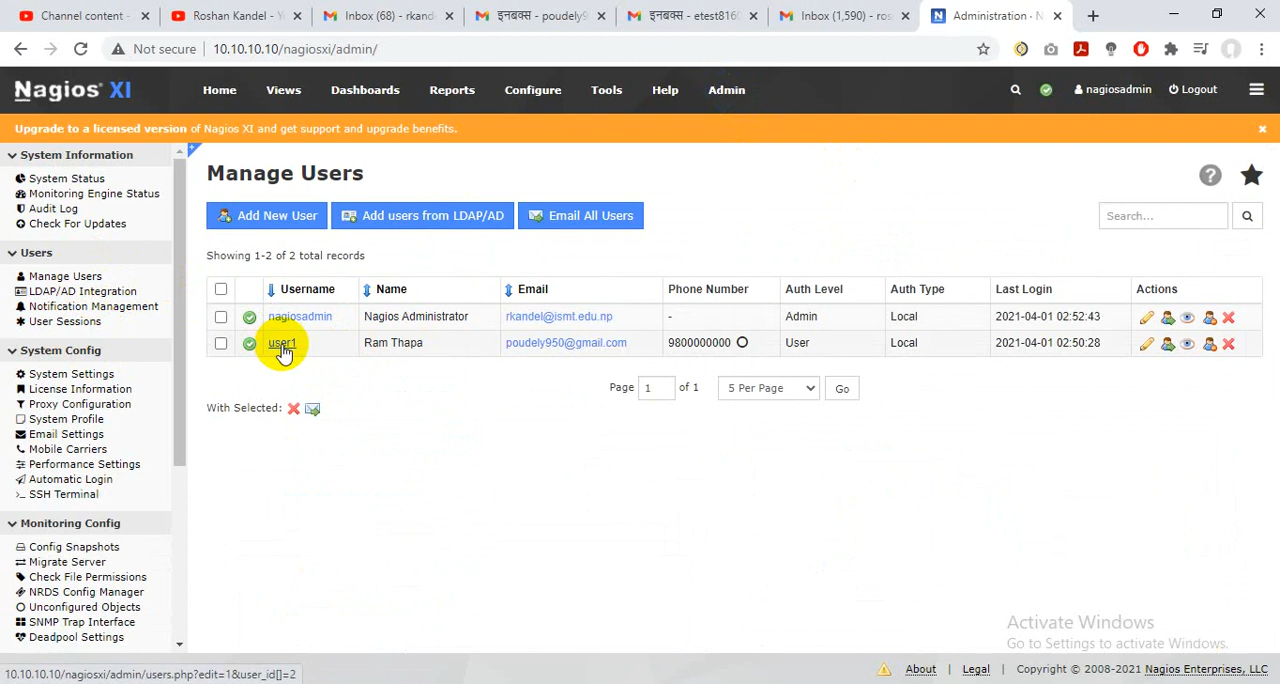 Channel content -
Roshan Kandel - Y
Inbox (68) - rkand
इनबक्स - poudely9
इनबक्स - etest816
Inbox (1,590) - ros
Administration - N
Not secure 10.10.10.10/nagiosxi/admin/
Nagios XI
Home Views Dashboards Reports Configure Tools Help Admin
nagiosadmin Logout
Upgrade to a licensed version of Nagios XI and get support and upgrade benefits.
System Information
System Status
Monitoring Engine Status
Audit Log
Check For Updates
Users
Manage Users
LDAP/AD Integration
Notification Management
User Sessions
System Config
System Settings
License Information
Proxy Configuration
System Profile
Email Settings
Mobile Carriers
Performance Settings
Automatic Login
SSH Terminal
Monitoring Config
Config Snapshots
Migrate Server
Check File Permissions
NRDS Config Manager
Unconfigured Objects
SNMP Trap Interface
Deadpool Settings
Manage Users
Add New User Add users from LDAP/AD Email All Users
Search...
Showing 1-2 of 2 total records
Username Name Email Phone Number Auth Level Auth Type Last Login Actions
nagiosadmin Nagios Administrator rkandel@ismt.edu.np - Admin Local 2021-04-01 02:52:43
user1 Ram Thapa poudely950@gmail.com 9800000000 User Local 2021-04-01 02:50:28
Page 1 of 1 5 Per Page Go
With Selected:
Activate Windows
Go to Settings to activate Windows.
10.10.10.10/nagiosxi/admin/users.php?edit=1&user_id[]=2
About Legal Copyright © 2008-2021 Nagios Enterprises, LLC